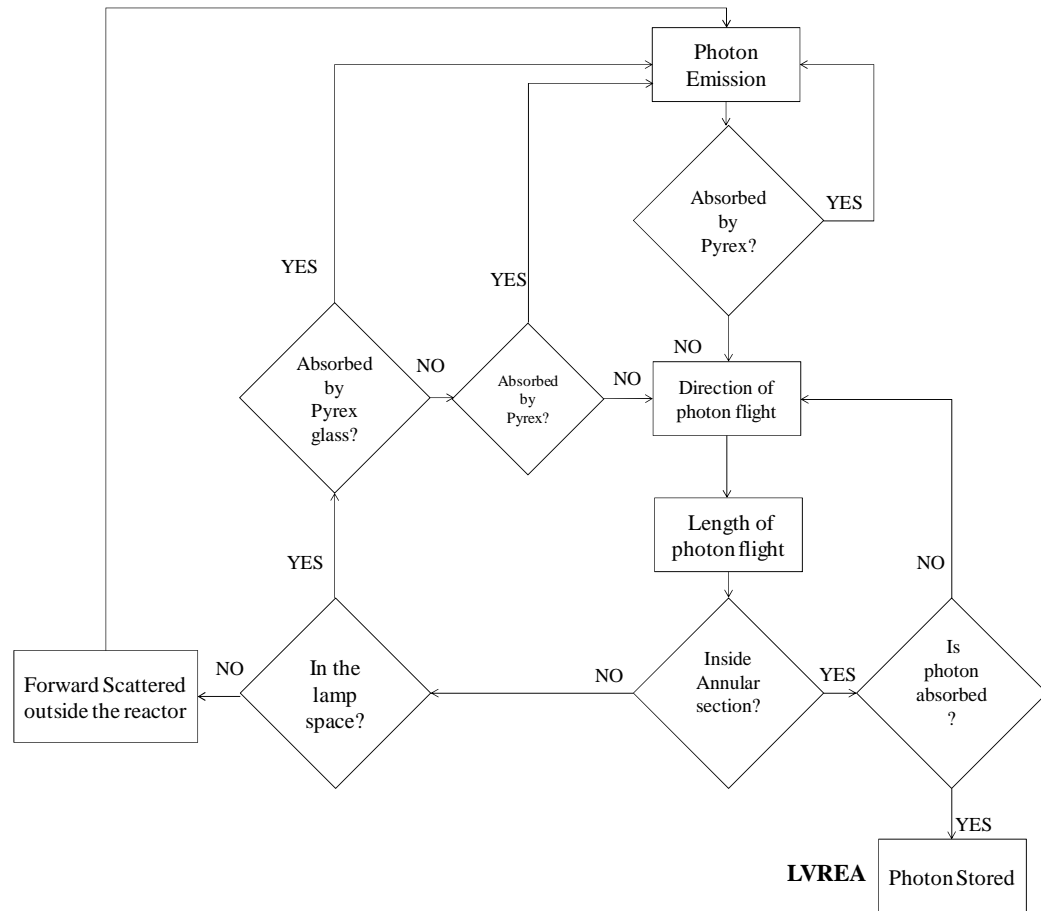 Photon
Emission
Absorbed
by
Pyrex?
YES
NO
YES
YES
Absorbed
by
Pyrex
glass?
NO
Absorbed
by
Pyrex?
NO
Direction of
photon flight
Length of
photon flight
NO
YES
Forward Scattered
outside the reactor
NO
In the
lamp
space?
NO
Inside
Annular
section?
YES
Is
photon
absorbed
?
YES
LVREA
Photon Stored